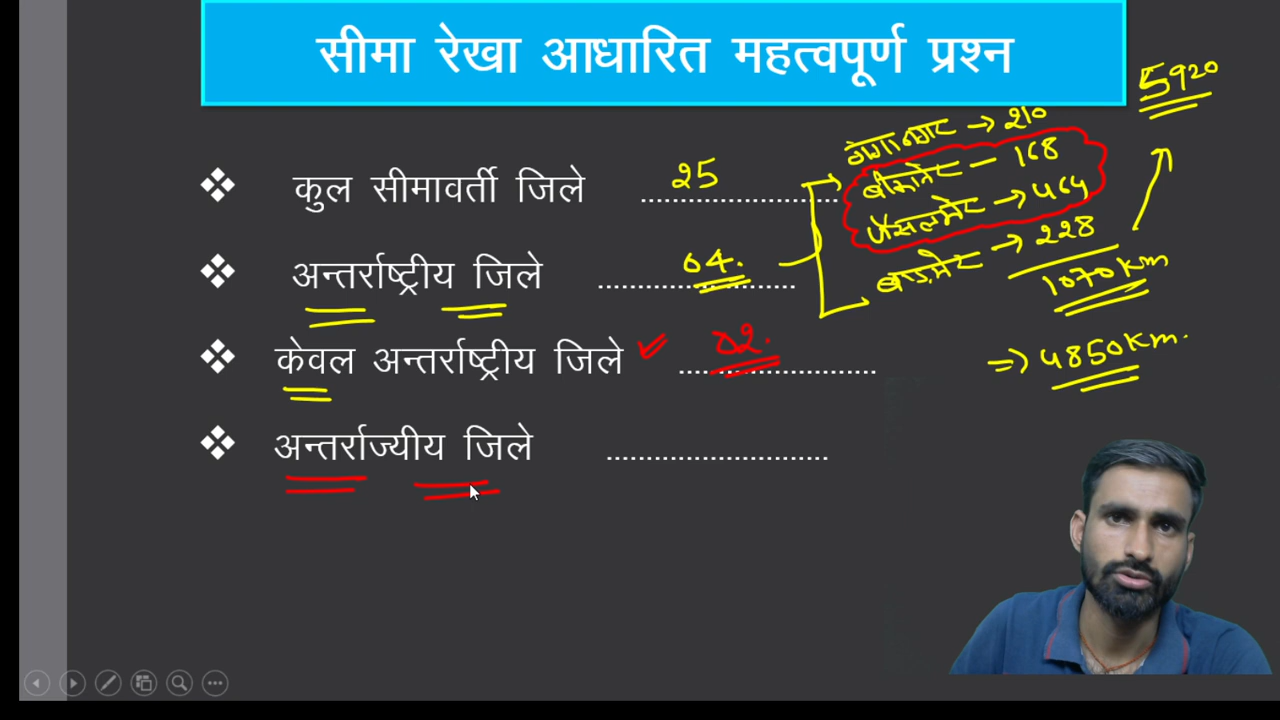 सीमा रेखा आधारित महत्वपूर्ण प्रश्न
5920
गंगानगर → 210
कुल सीमावर्ती जिले ........................ 25
बीकानेर – 168
जैसलमेर → 464
अन्तर्राष्ट्रीय जिले ........................ 04.
बाड़मेर → 228
1070 km
केवल अन्तर्राष्ट्रीय जिले ........................ 02.
⇒ 4850 km.
अन्तर्राज्यीय जिले ...........................